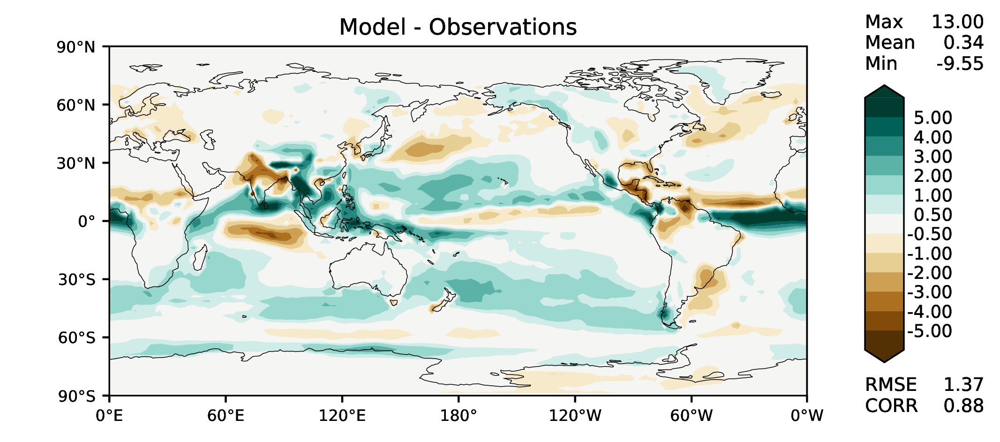 Model - Observations
Max 13.00
Mean 0.34
Min -9.55
90°N
60°N
30°N
0°
30°S
60°S
90°S
0°E 60°E 120°E 180° 120°W 60°W 0°W
5.00
4.00
3.00
2.00
1.00
0.50
-0.50
-1.00
-2.00
-3.00
-4.00
-5.00
RMSE 1.37
CORR 0.88